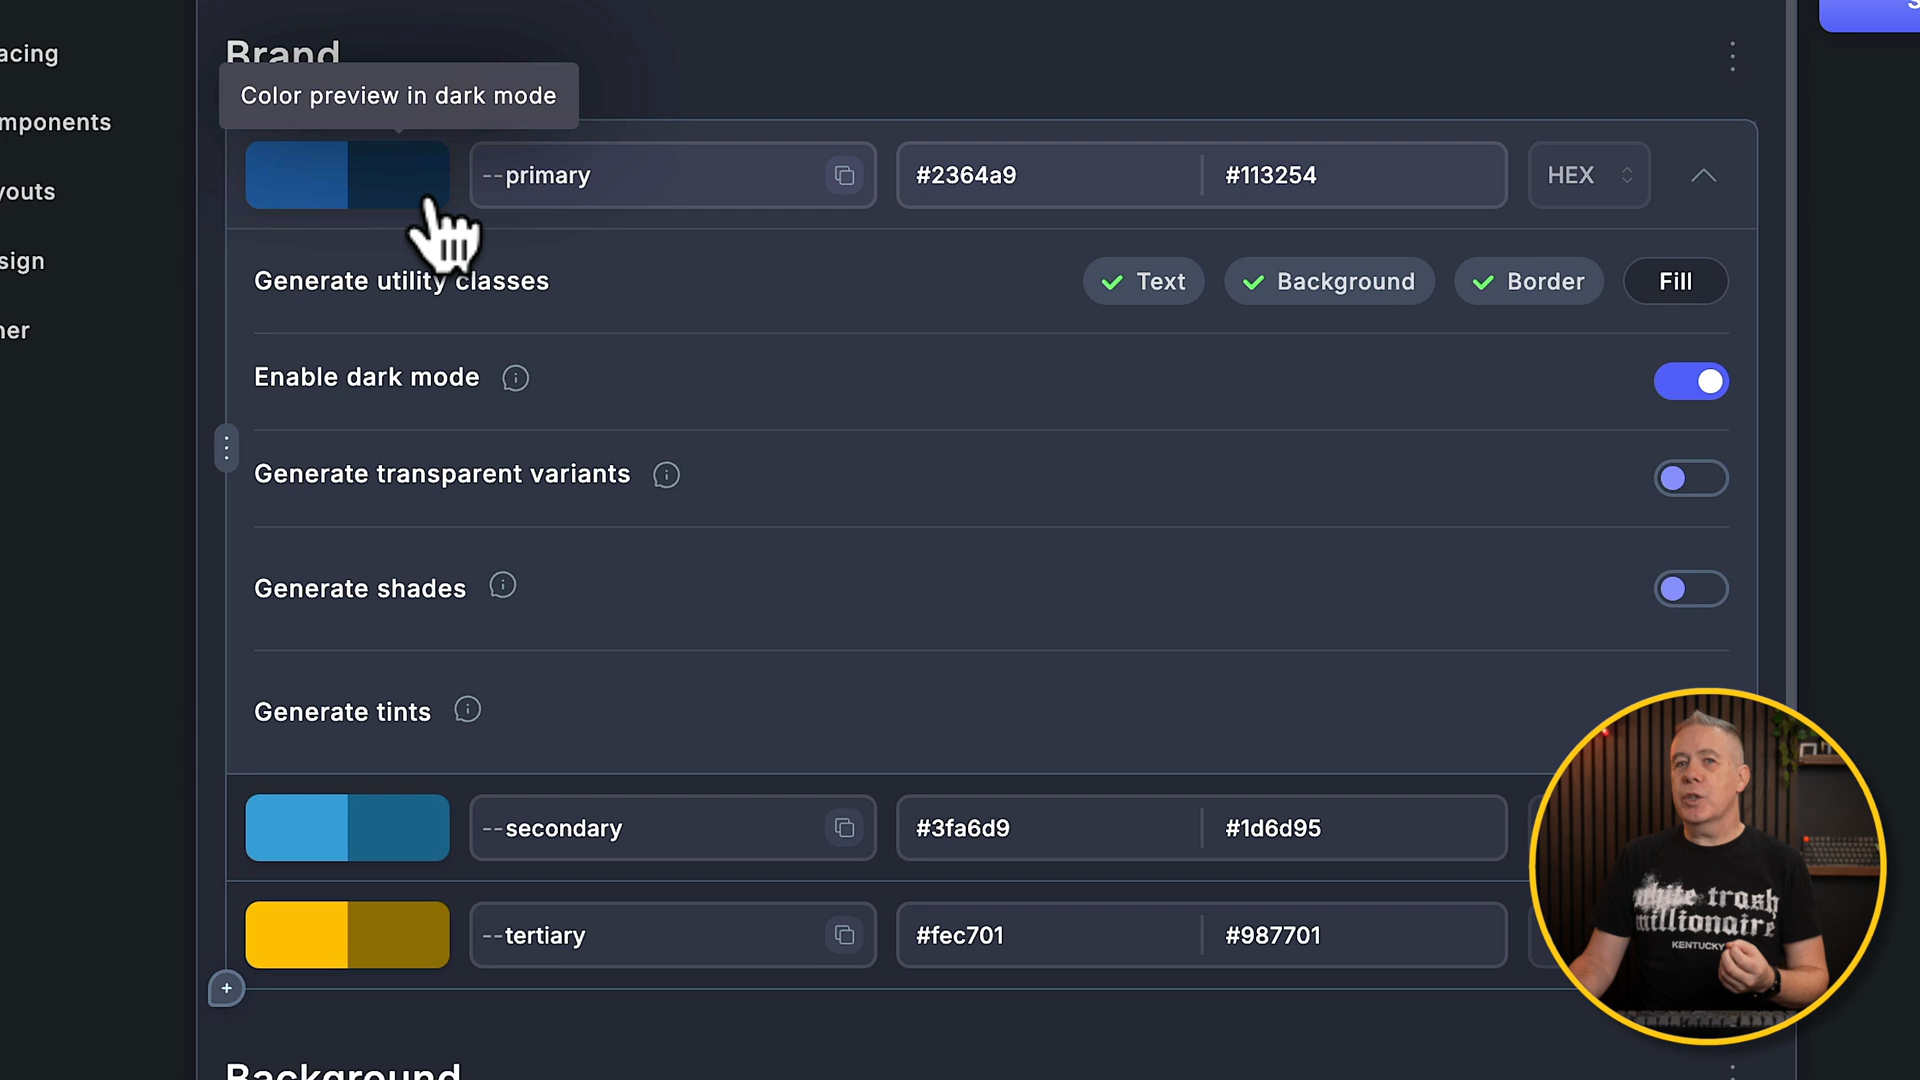 acing
mponents
youts
sign
ner
Brand
Color preview in dark mode
--primary
#2364a9
#113254
HEX
Generate utility classes
Text
Background
Border
Fill
Enable dark mode
Generate transparent variants
Generate shades
Generate tints
--secondary
#3fa6d9
#1d6d95
--tertiary
#fec701
#987701
+
Background
white trash
millionaire
KENTUCKY